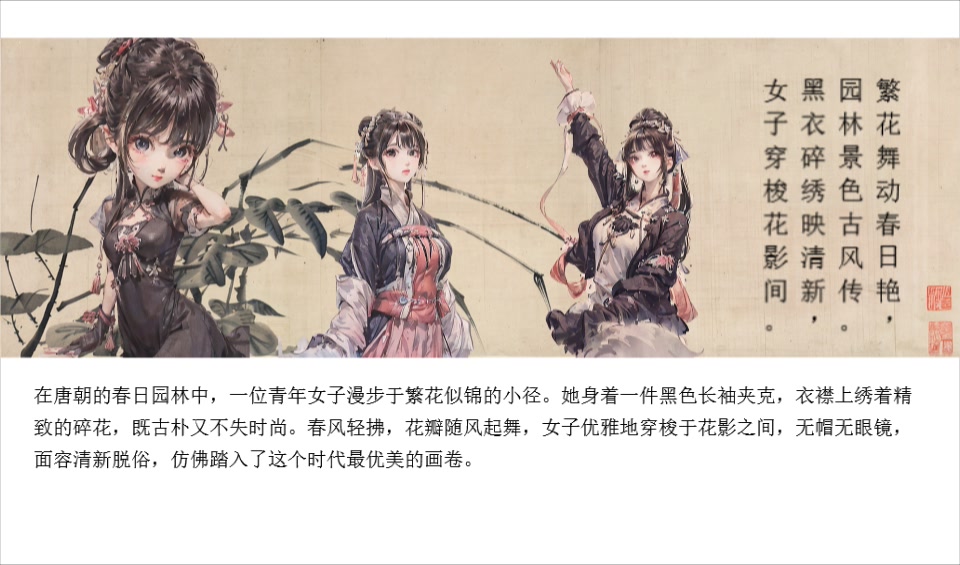 繁花舞动春日艳，
园林景色古风传。
黑衣碎绣映清新，
女子穿梭花影间。
在唐朝的春日园林中，一位青年女子漫步于繁花似锦的小径。她身着一件黑色长袖夹克，衣襟上绣着精
致的碎花，既古朴又不失时尚。春风轻拂，花瓣随风起舞，女子优雅地穿梭于花影之间，无帽无眼镜，
面容清新脱俗，仿佛踏入了这个时代最优美的画卷。